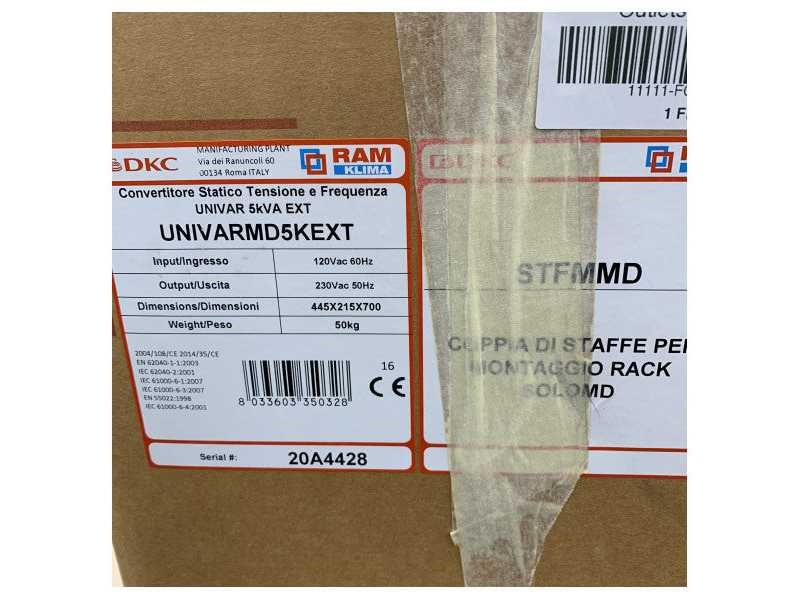 Outlets
11111-F
1 F
DKC
MANIFACTURING PLANT
Via dei Ranuncoli 60
00134 Roma ITALY
RAM
KLIMA
Convertitore Statico Tensione e Frequenza
UNIVAR 5kVA EXT
UNIVARMD5KEXT
Input/Ingresso 120Vac 60Hz
Output/Uscita 230Vac 50Hz
Dimensions/Dimensioni 445X215X700
Weight/Peso 50kg
2004/108/CE 2014/35/CE
EN 62040-1-1:2003
IEC 62040-2:2001
IEC 61000-6-1:2007
IEC 61000-6-3:2007
EN 55022:1998
IEC 61000-6-4:2001
8 033603 350328
16
CE
Serial #: 20A4428
DKC
STFMMD
COPPIA DI STAFFE PER
MONTAGGIO RACK
SOLOMD